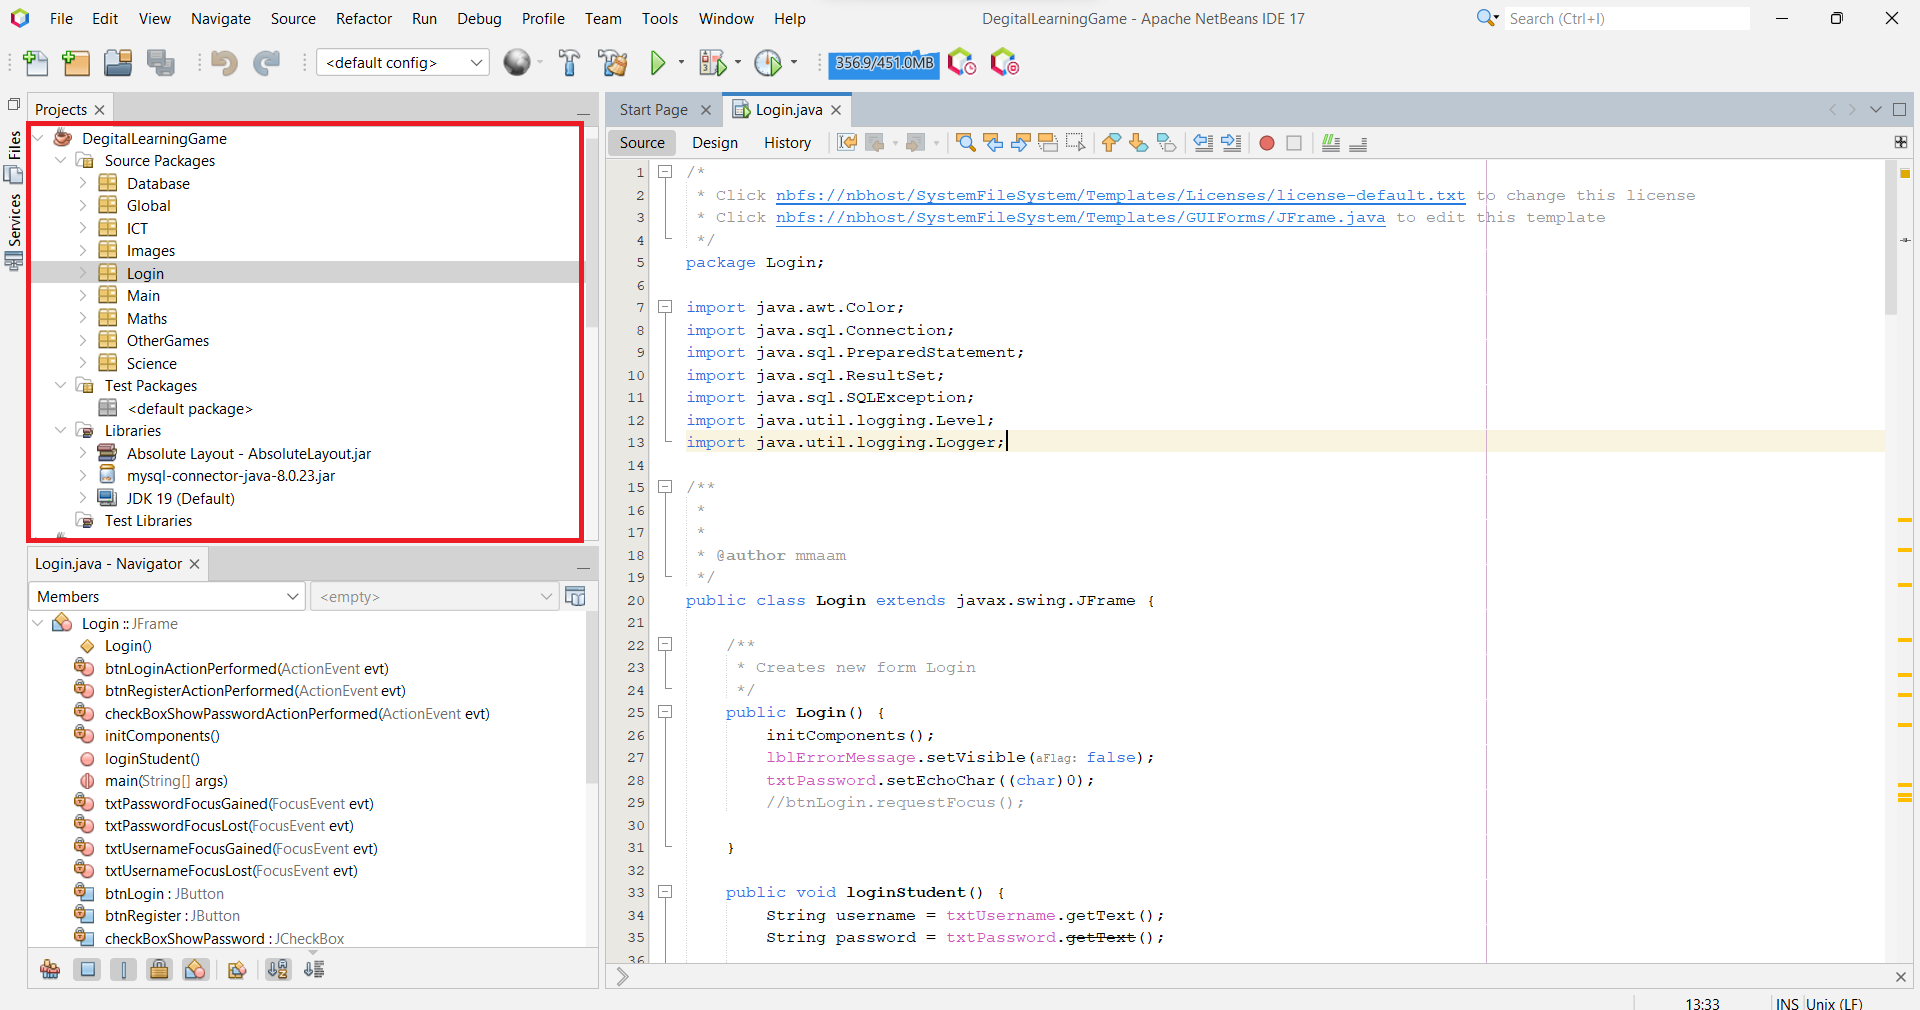 File Edit View Navigate Source Refactor Run Debug Profile Team Tools Window Help
DegitalLearningGame - Apache NetBeans IDE 17
Search (Ctrl+I)
<default config>
356.9/451.0MB
Projects
Files
Services
DegitalLearningGame
Source Packages
Database
Global
ICT
Images
Login
Main
Maths
OtherGames
Science
Test Packages
<default package>
Libraries
Absolute Layout - AbsoluteLayout.jar
mysql-connector-java-8.0.23.jar
JDK 19 (Default)
Test Libraries
Login.java - Navigator
Members
<empty>
Login :: JFrame
Login()
btnLoginActionPerformed(ActionEvent evt)
btnRegisterActionPerformed(ActionEvent evt)
checkBoxShowPasswordActionPerformed(ActionEvent evt)
initComponents()
loginStudent()
main(String[] args)
txtPasswordFocusGained(FocusEvent evt)
txtPasswordFocusLost(FocusEvent evt)
txtUsernameFocusGained(FocusEvent evt)
txtUsernameFocusLost(FocusEvent evt)
btnLogin : JButton
btnRegister : JButton
checkBoxShowPassword : JCheckBox
Start Page Login.java
Source Design History
1 /*
2 * Click nbfs://nbhost/SystemFileSystem/Templates/Licenses/license-default.txt to change this license
3 * Click nbfs://nbhost/SystemFileSystem/Templates/GUIForms/JFrame.java to edit this template
4 */
5 package Login;
6
7 import java.awt.Color;
8 import java.sql.Connection;
9 import java.sql.PreparedStatement;
10 import java.sql.ResultSet;
11 import java.sql.SQLException;
12 import java.util.logging.Level;
13 import java.util.logging.Logger;
14
15 /**
16 *
17 *
18 * @author mmaam
19 */
20 public class Login extends javax.swing.JFrame {
21
22 /**
23 * Creates new form Login
24 */
25 public Login() {
26 initComponents();
27 lblErrorMessage.setVisible(aFlag: false);
28 txtPassword.setEchoChar((char)0);
29 //btnLogin.requestFocus();
30
31 }
32
33 public void loginStudent() {
34 String username = txtUsername.getText();
35 String password = txtPassword.getText();
36
13:33 INS Unix (LF)